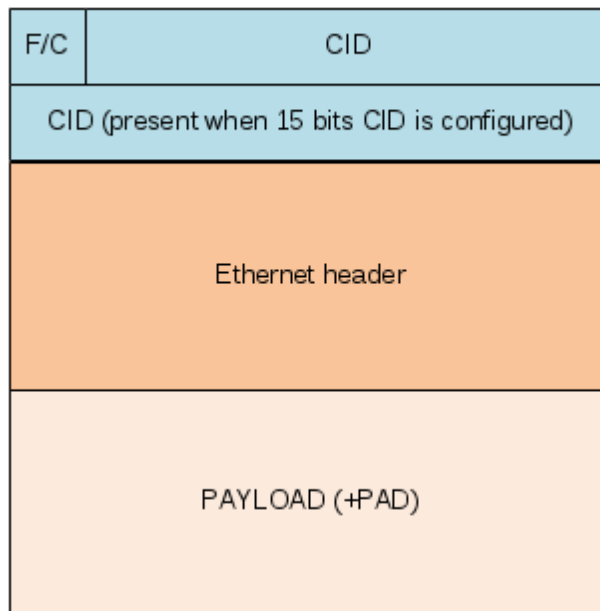 F/C CID
CID (present when 15 bits CID is configured)
Ethernet header
PAYLOAD (+PAD)